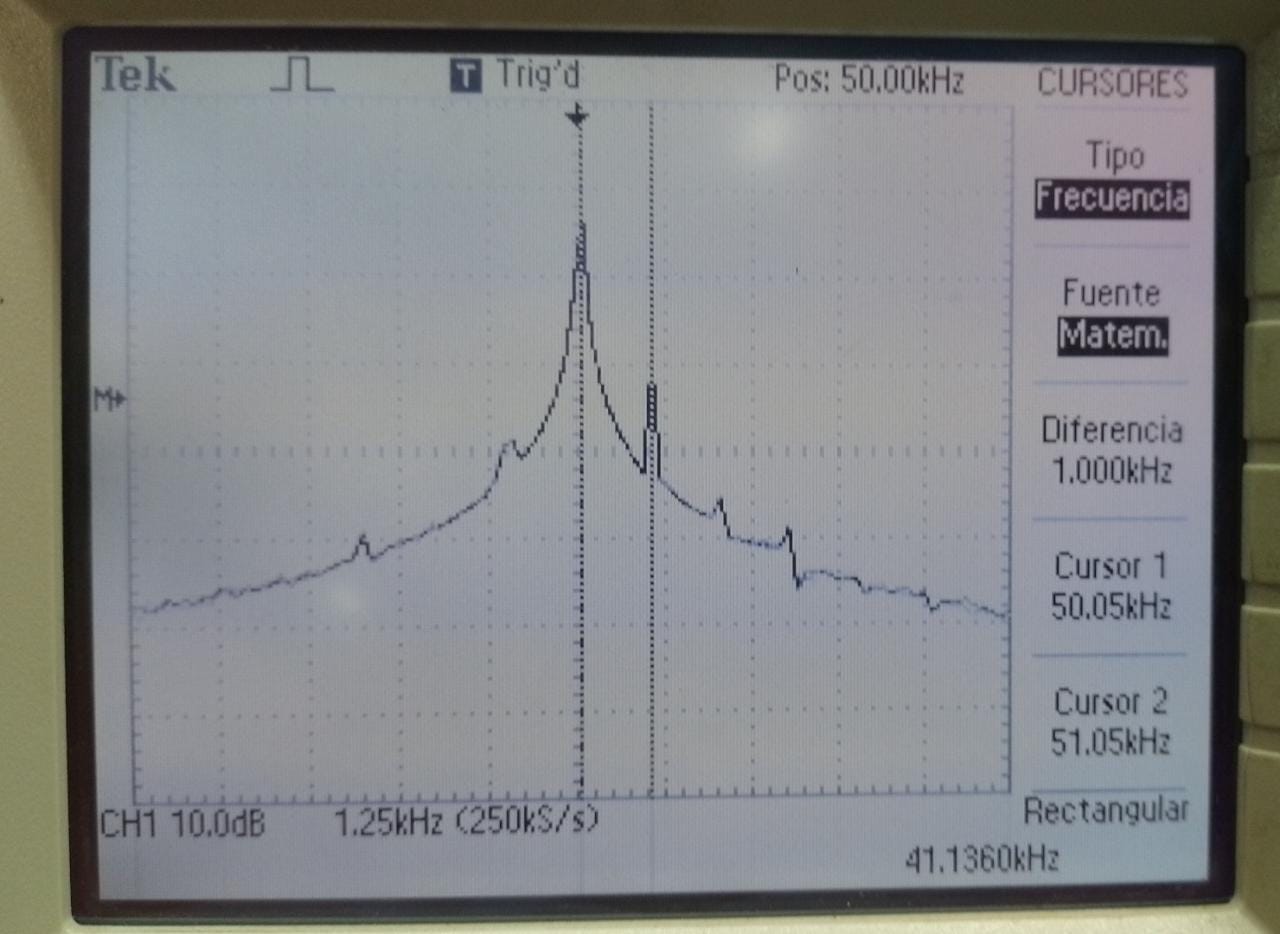 Tek T Trig'd Pos: 50.00kHz CURSORES
Tipo
Frecuencia
Fuente
Matem.
M
Diferencia
1.000kHz
Cursor 1
50.05kHz
Cursor 2
51.05kHz
CH1 10.0dB 1.25kHz (250kS/s) Rectangular
41.1360kHz